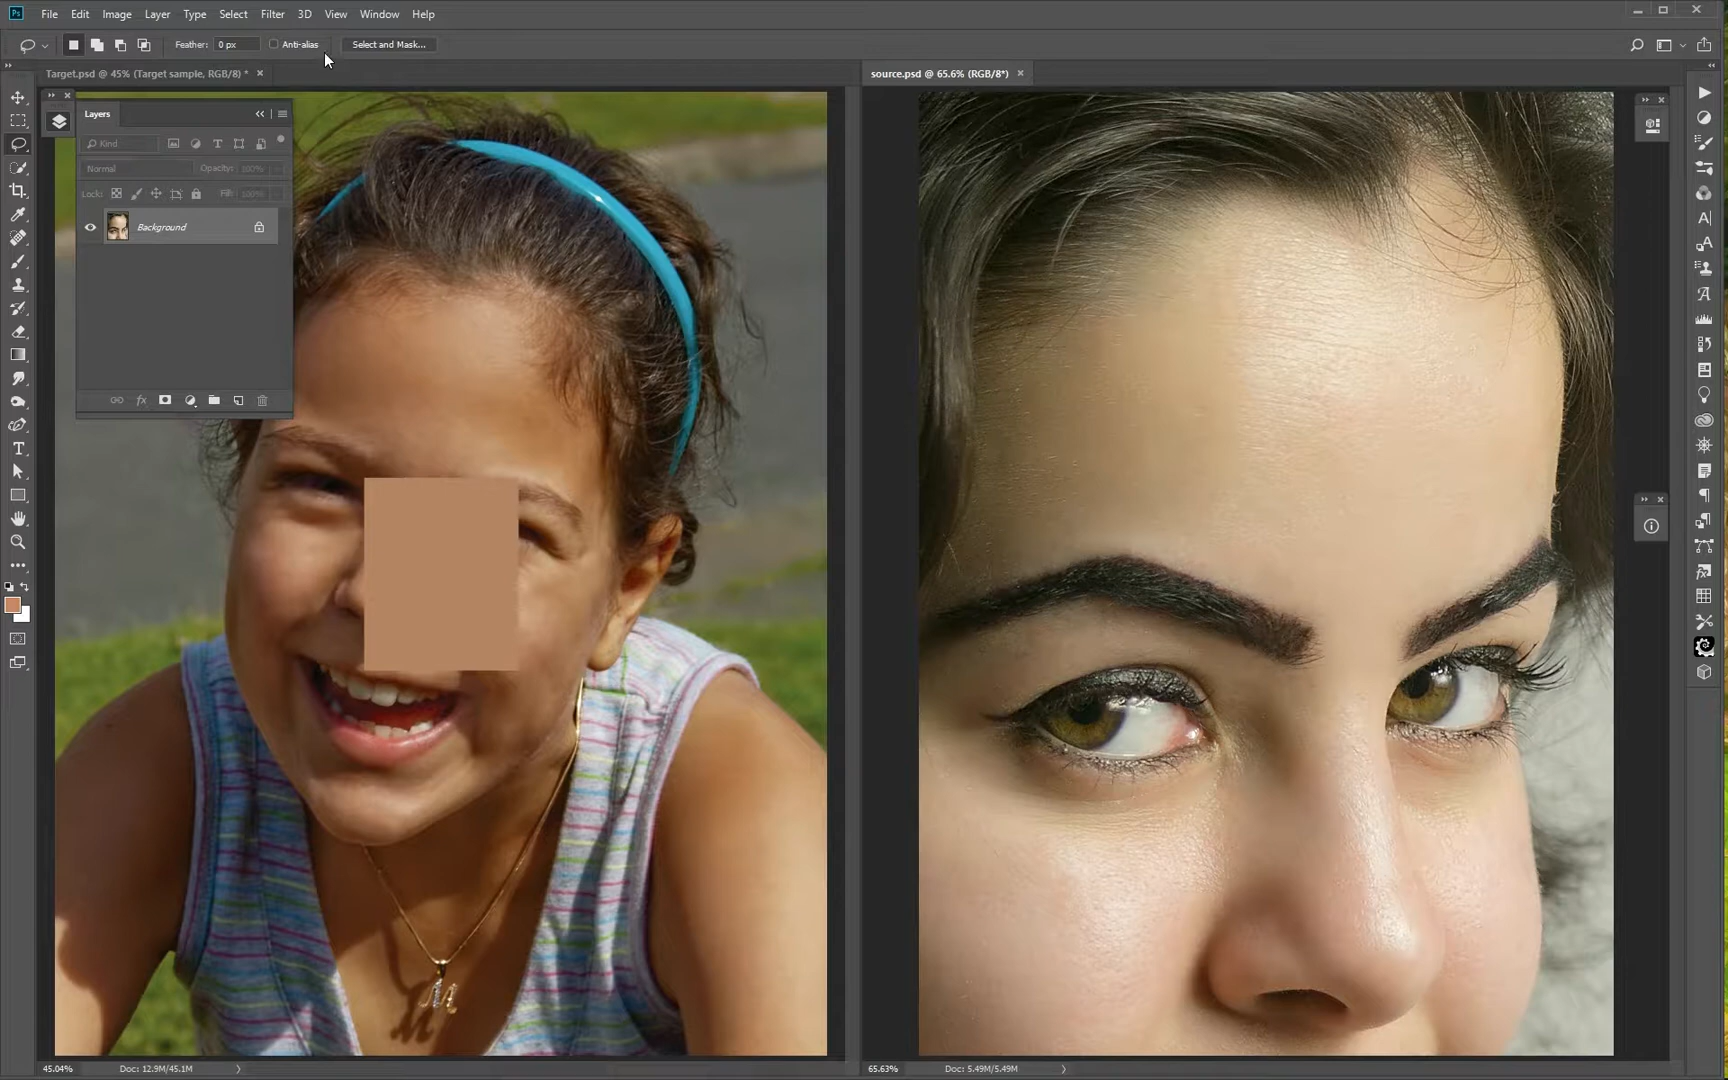 Ps File Edit Image Layer Type Select Filter 3D View Window Help
Feather: 0 px Anti-alias Select and Mask...
Target.psd @ 45% (Target sample, RGB/8) *
source.psd @ 65.6% (RGB/8*)
Layers
Kind
Normal Opacity: 100%
Lock: Fill: 100%
Background
M
45.04% Doc: 12.9M/45.1M
65.63% Doc: 5.49M/5.49M